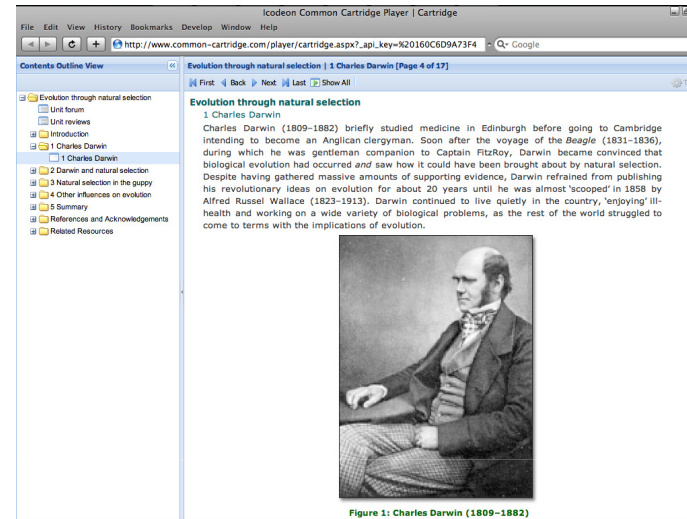 Icodeon Common Cartridge Player | Cartridge
File Edit View History Bookmarks Develop Window Help
http://www.common-cartridge.com/player/cartridge.aspx?_api_key=%20160C6D9A73F4
Google
Contents Outline View
Evolution through natural selection | 1 Charles Darwin [Page 4 of 17]
First Back Next Last Show All
Evolution through natural selection
Unit forum
Unit reviews
Introduction
1 Charles Darwin
1 Charles Darwin
2 Darwin and natural selection
3 Natural selection in the guppy
4 Other influences on evolution
5 Summary
References and Acknowledgements
Related Resources
Evolution through natural selection
1 Charles Darwin
Charles Darwin (1809–1882) briefly studied medicine in Edinburgh before going to Cambridge
intending to become an Anglican clergyman. Soon after the voyage of the Beagle (1831–1836),
during which he was gentleman companion to Captain FitzRoy, Darwin became convinced that
biological evolution had occurred and saw how it could have been brought about by natural selection.
Despite having gathered massive amounts of supporting evidence, Darwin refrained from publishing
his revolutionary ideas on evolution for about 20 years until he was almost ‘scooped’ in 1858 by
Alfred Russel Wallace (1823–1913). Darwin continued to live quietly in the country, ‘enjoying’ ill-
health and working on a wide variety of biological problems, as the rest of the world struggled to
come to terms with the implications of evolution.
Figure 1: Charles Darwin (1809–1882)